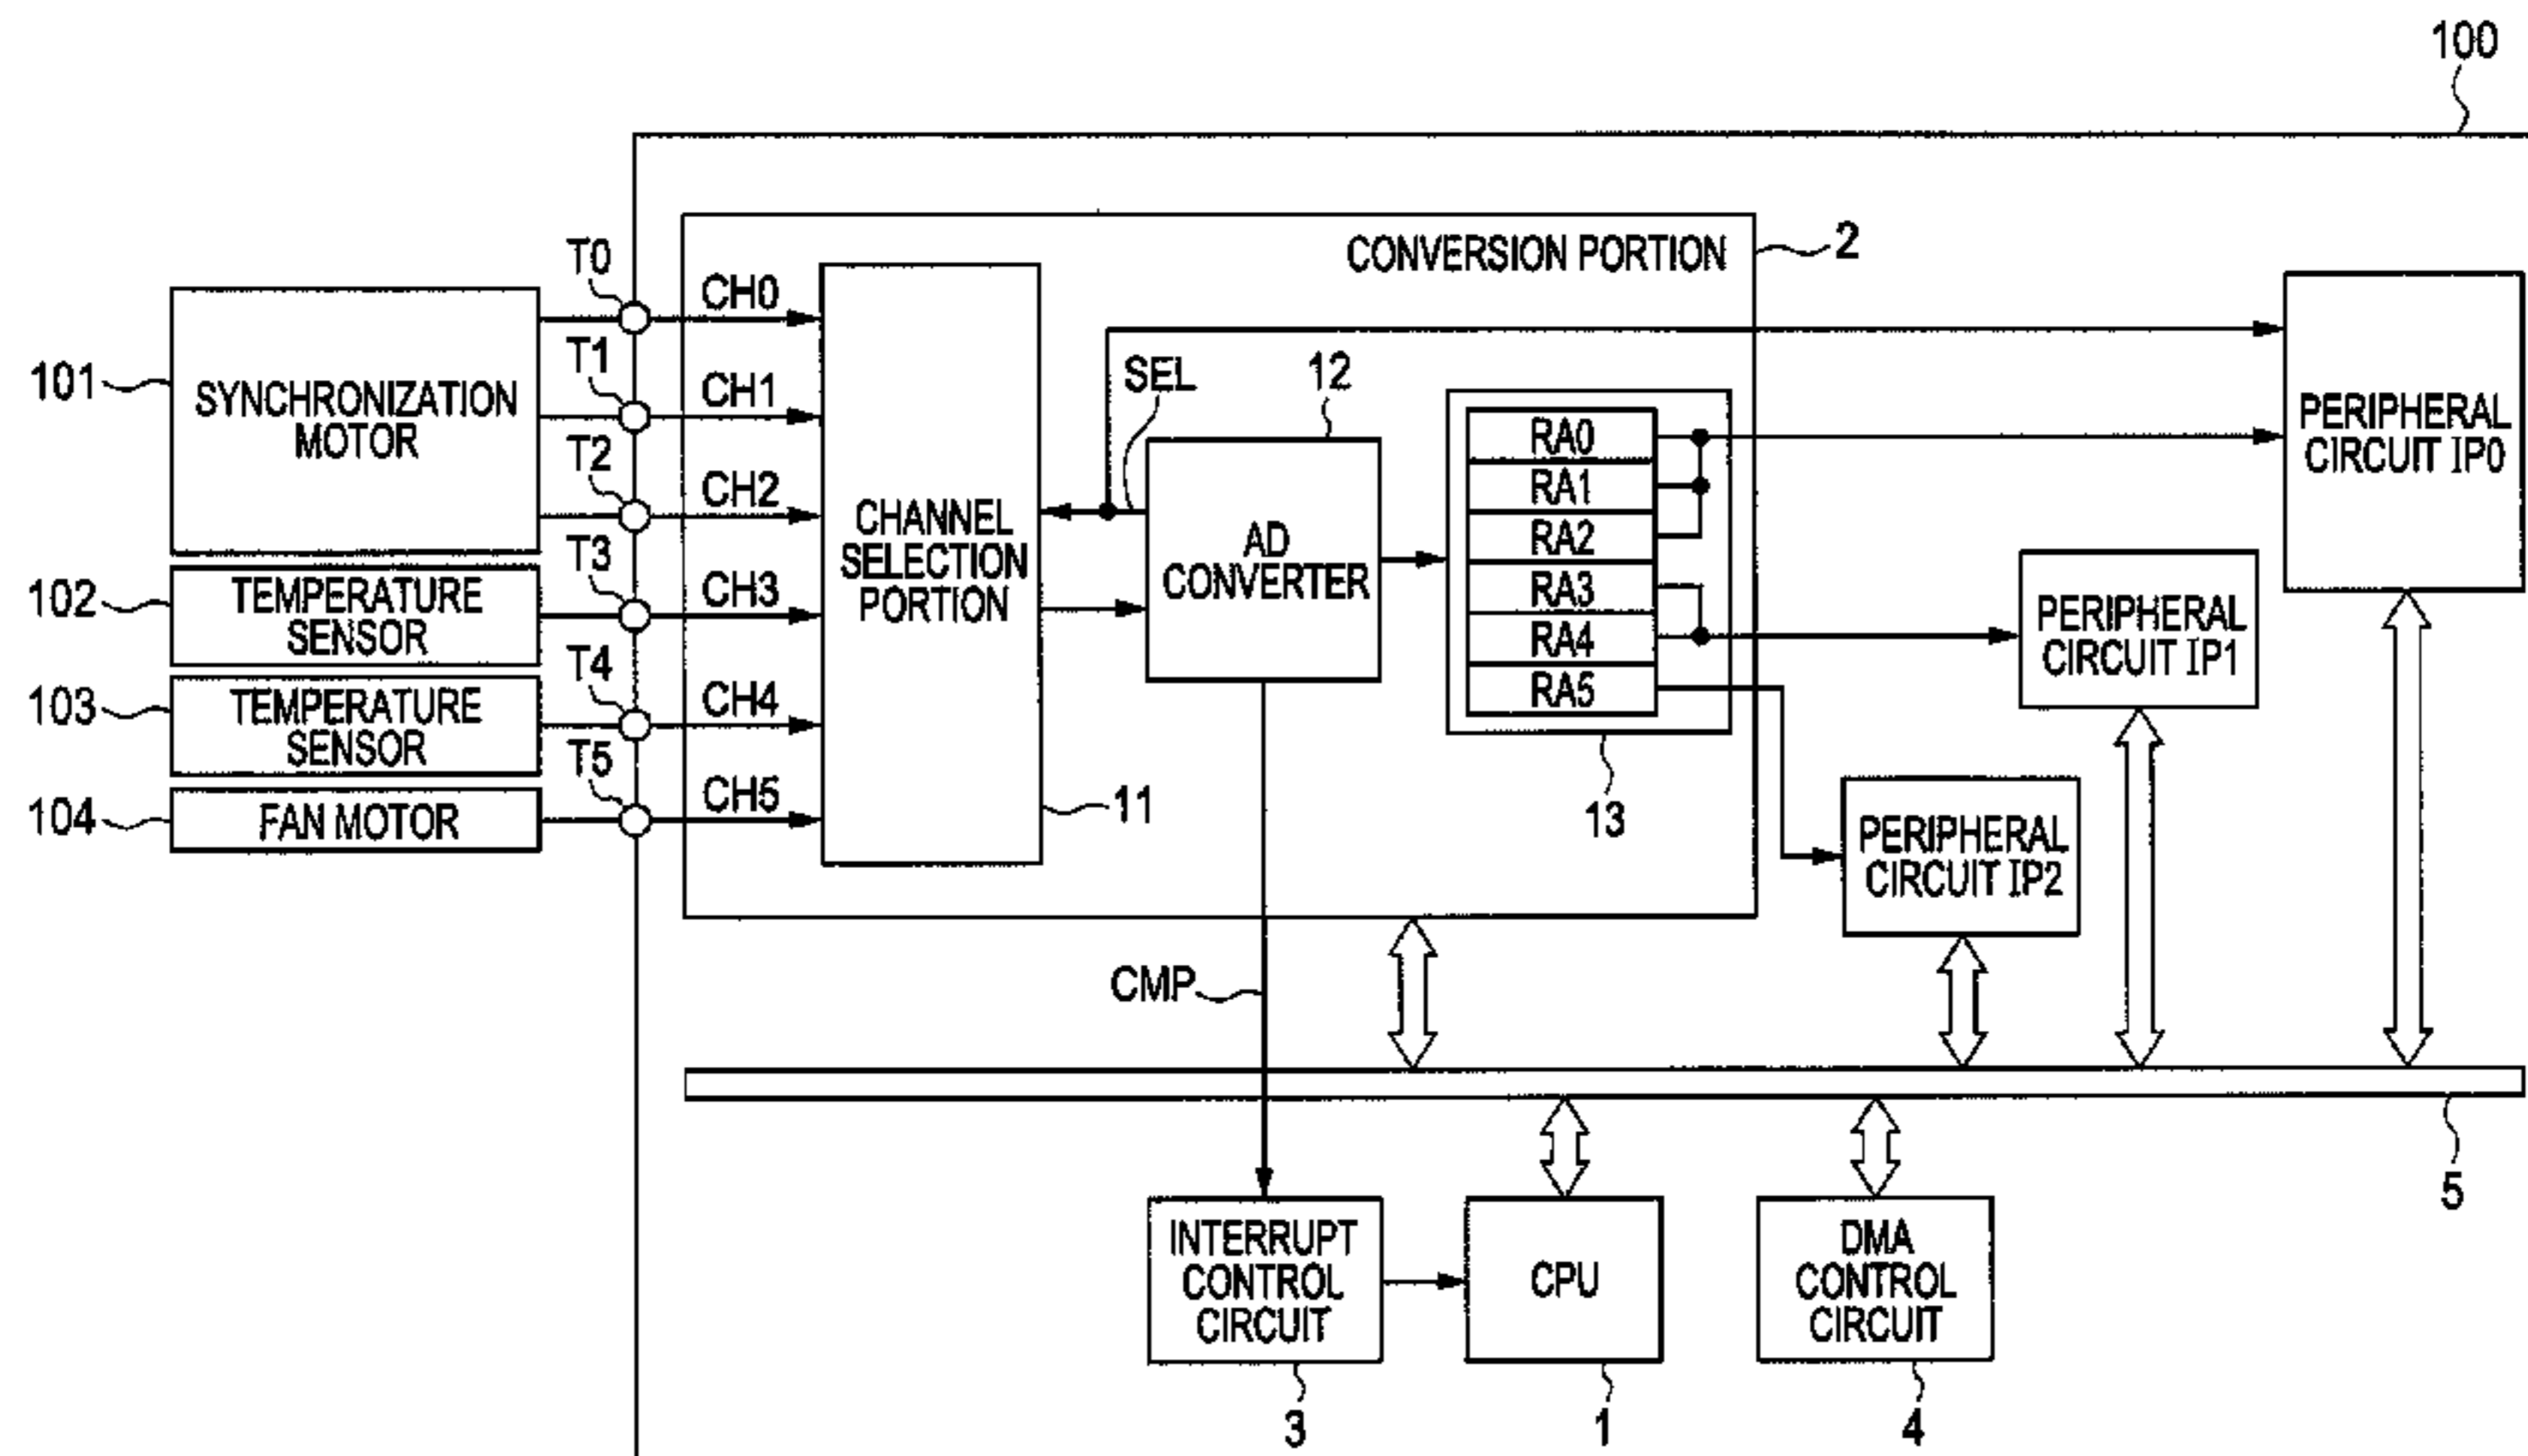 100
CONVERSION PORTION
2
T0
CH0
T1
CH1
T2
CH2
T3
CH3
T4
CH4
T5
CH5
101
SYNCHRONIZATION
MOTOR
102
TEMPERATURE
SENSOR
103
TEMPERATURE
SENSOR
104
FAN MOTOR
CHANNEL
SELECTION
PORTION
11
SEL
12
AD
CONVERTER
RA0
RA1
RA2
RA3
RA4
RA5
13
PERIPHERAL
CIRCUIT IP0
PERIPHERAL
CIRCUIT IP1
PERIPHERAL
CIRCUIT IP2
CMP
5
INTERRUPT
CONTROL
CIRCUIT
3
CPU
1
DMA
CONTROL
CIRCUIT
4